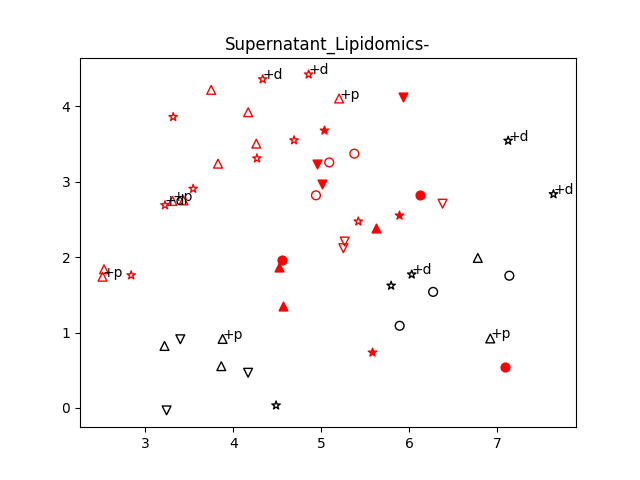 Supernatant_Lipidomics-
+d
+d
+p
+d
+d
+p
+d
+d
+p
+p
+p
4
3
2
1
0
3
4
5
6
7